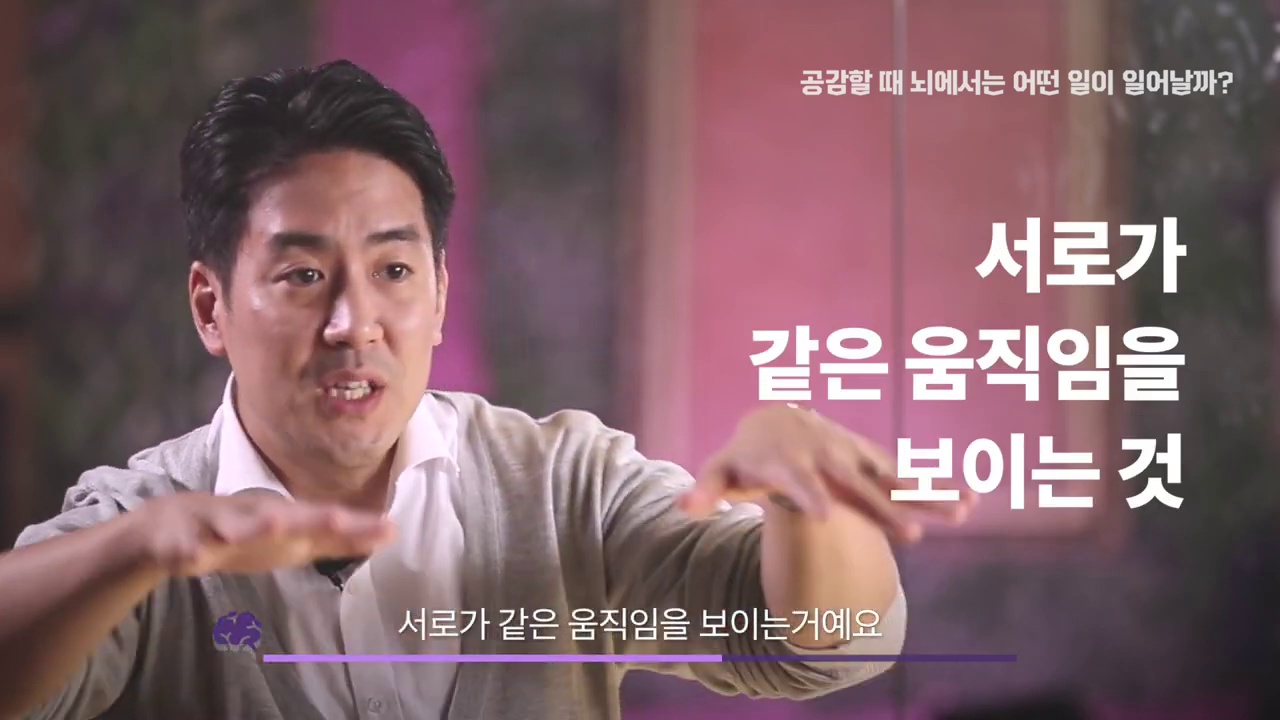 공감할 때 뇌에서는 어떤 일이 일어날까?
서로가
같은 움직임을
보이는 것
서로가 같은 움직임을 보이는거예요